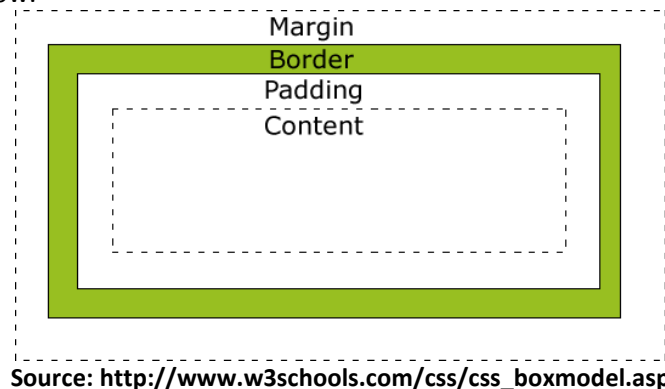 Margin
Border
Padding
Content
Source: http://www.w3schools.com/css/css_boxmodel.asp